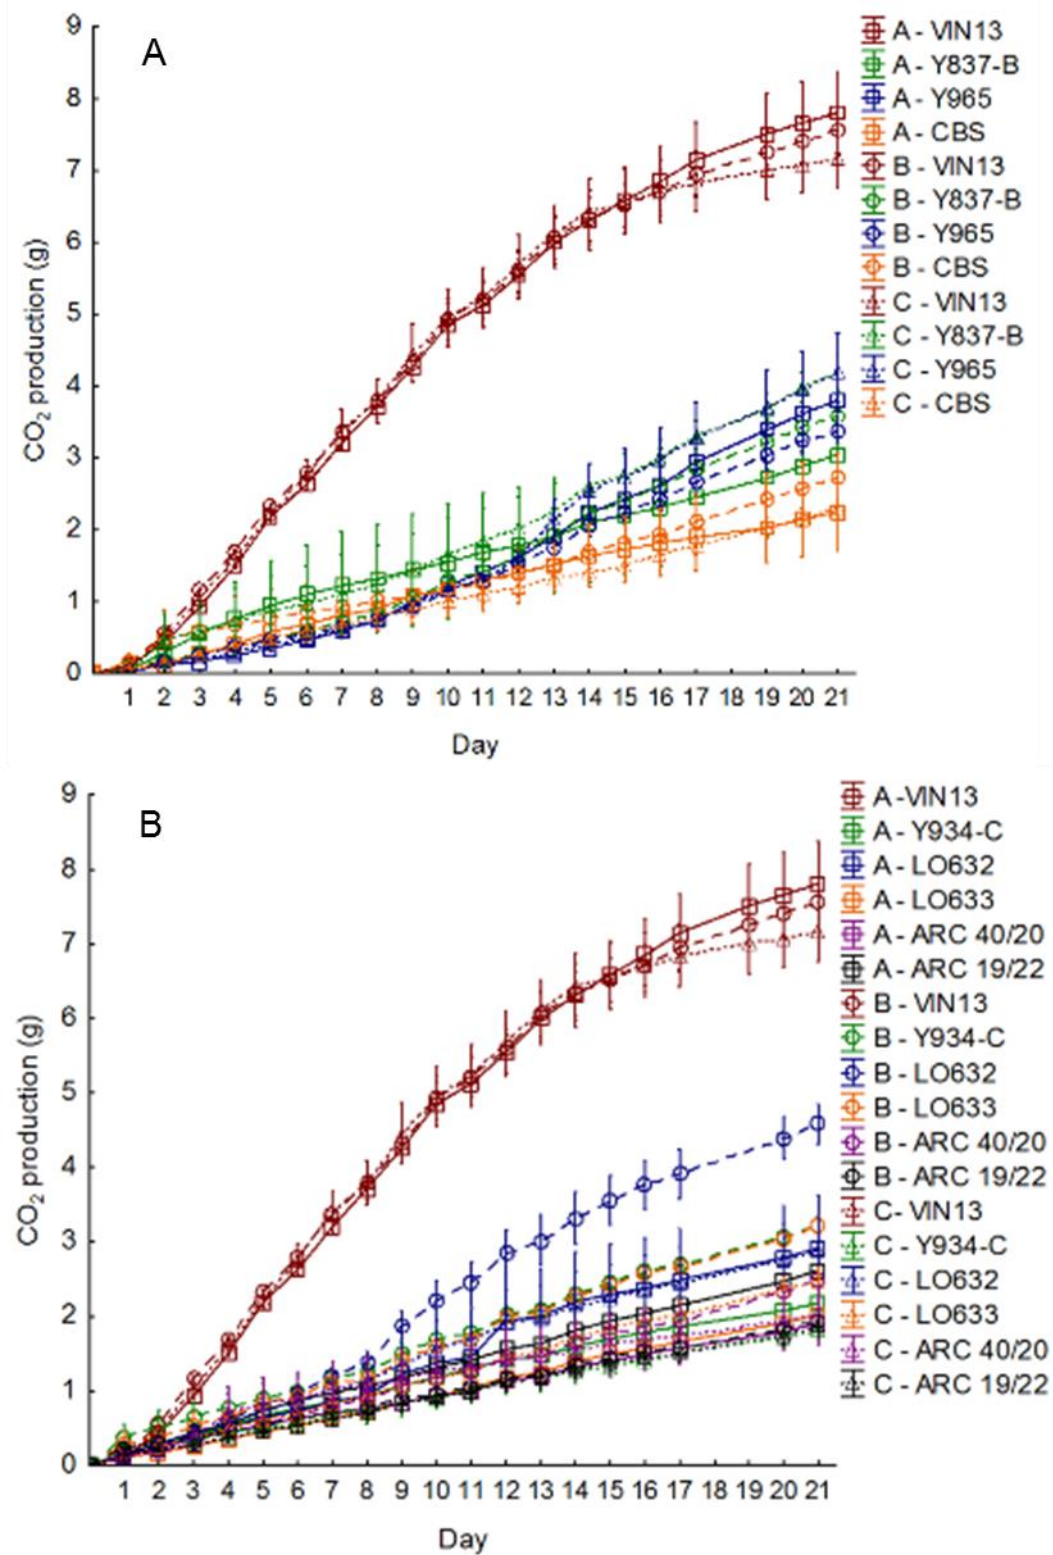 A
9
8
7
6
5
4
3
2
1
0
CO₂ production (g)
1 2 3 4 5 6 7 8 9 10 11 12 13 14 15 16 17 18 19 20 21
Day
A - VIN13
A - Y837-B
A - Y965
A - CBS
B - VIN13
B - Y837-B
B - Y965
B - CBS
C - VIN13
C - Y837-B
C - Y965
C - CBS
B
9
8
7
6
5
4
3
2
1
0
CO₂ production (g)
1 2 3 4 5 6 7 8 9 10 11 12 13 14 15 16 17 18 19 20 21
Day
A -VIN13
A - Y934-C
A - LO632
A - LO633
A - ARC 40/20
A - ARC 19/22
B - VIN13
B - Y934-C
B - LO632
B - LO633
B - ARC 40/20
B - ARC 19/22
C- VIN13
C - Y934-C
C - LO632
C - LO633
C - ARC 40/20
C - ARC 19/22